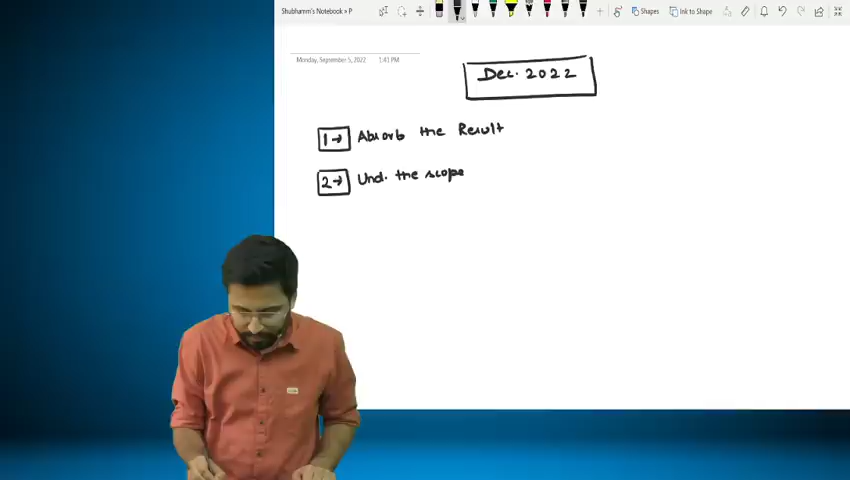 Shubhamm's Notebook » P
Shapes
Ink to Shape
Monday, September 5, 2022 1:41 PM
Dec. 2022
1→ Absorb the Result
2→ Und. the scope